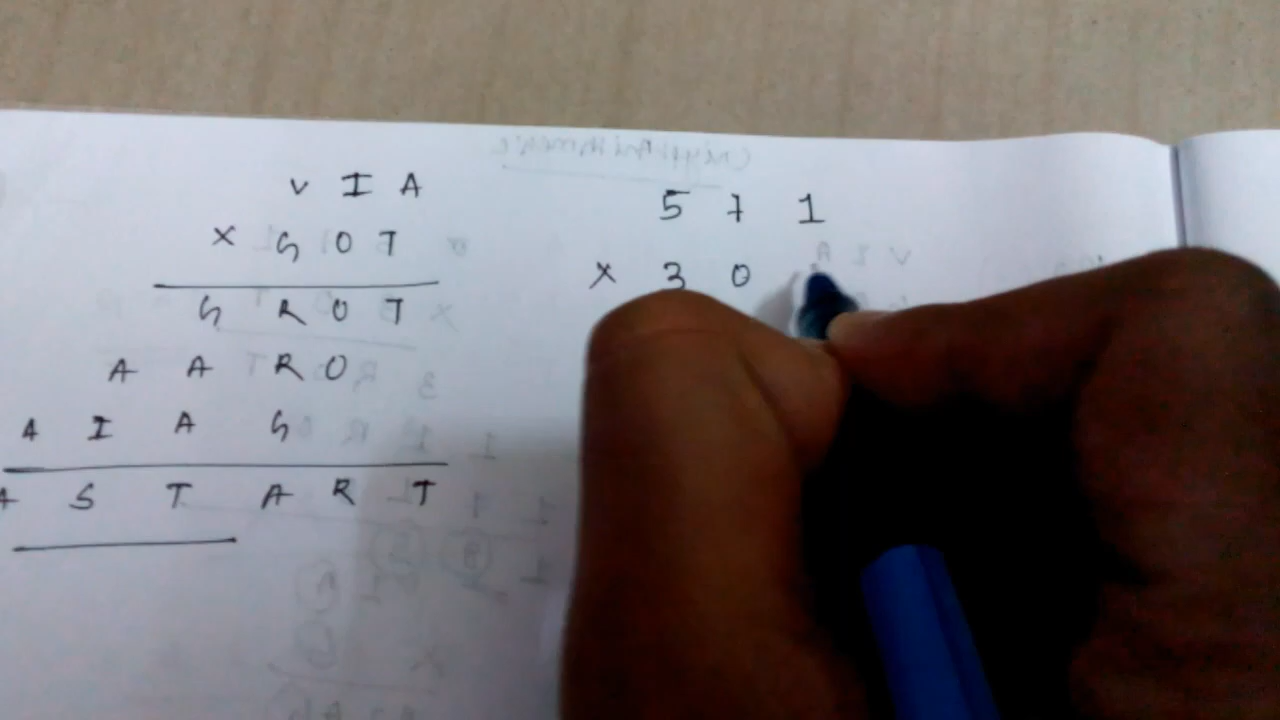 V I A
× G O T
G R O T
A A R O
A I A G
A S T A R T
5 7 1
× 3 0